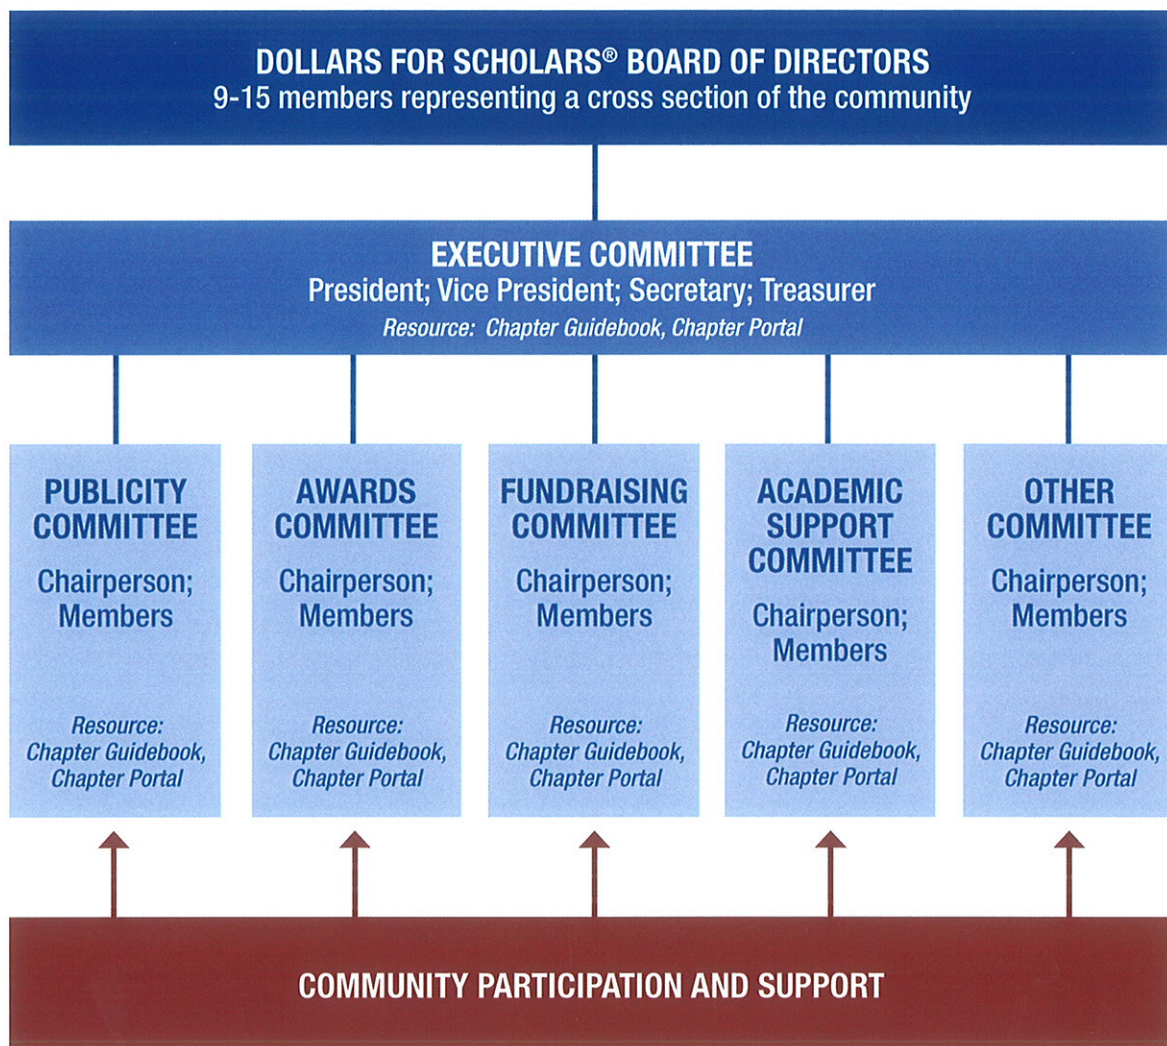 DOLLARS FOR SCHOLARS® BOARD OF DIRECTORS
9-15 members representing a cross section of the community
EXECUTIVE COMMITTEE
President; Vice President; Secretary; Treasurer
Resource: Chapter Guidebook, Chapter Portal
PUBLICITY
COMMITTEE
Chairperson;
Members
Resource:
Chapter Guidebook,
Chapter Portal
AWARDS
COMMITTEE
Chairperson;
Members
Resource:
Chapter Guidebook,
Chapter Portal
FUNDRAISING
COMMITTEE
Chairperson;
Members
Resource:
Chapter Guidebook,
Chapter Portal
ACADEMIC
SUPPORT
COMMITTEE
Chairperson;
Members
Resource:
Chapter Guidebook,
Chapter Portal
OTHER
COMMITTEE
Chairperson;
Members
Resource:
Chapter Guidebook,
Chapter Portal
COMMUNITY PARTICIPATION AND SUPPORT